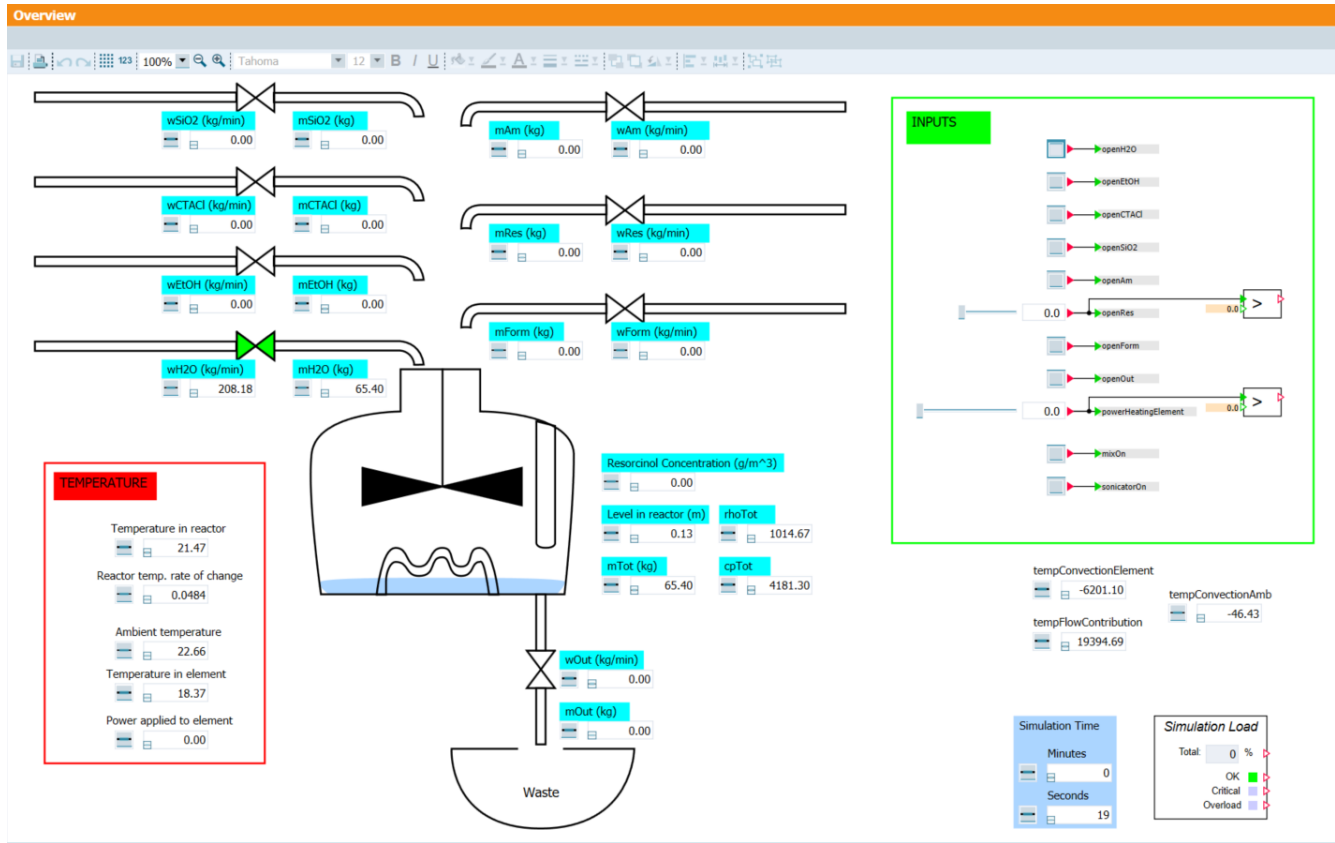 Overview
123 100% Tahoma 12 B I U A
wSiO2 (kg/min) mSiO2 (kg)
0.00 0.00
wCTACl (kg/min) mCTACl (kg)
0.00 0.00
wEtOH (kg/min) mEtOH (kg)
0.00 0.00
wH2O (kg/min) mH2O (kg)
208.18 65.40
mAm (kg) wAm (kg/min)
0.00 0.00
mRes (kg) wRes (kg/min)
0.00 0.00
mForm (kg) wForm (kg/min)
0.00 0.00
INPUTS
openH2O
openEtOH
openCTACl
openSiO2
openAm
0.0 openRes 0.0 >
openForm
openOut
0.0 powerHeatingElement 0.0 >
mixOn
sonicatorOn
TEMPERATURE
Temperature in reactor
21.47
Reactor temp. rate of change
0.0484
Ambient temperature
22.66
Temperature in element
18.37
Power applied to element
0.00
Resorcinol Concentration (g/m^3)
0.00
Level in reactor (m) rhoTot
0.13 1014.67
mTot (kg) cpTot
65.40 4181.30
wOut (kg/min)
0.00
mOut (kg)
0.00
Waste
tempConvectionElement
-6201.10
tempConvectionAmb
-46.43
tempFlowContribution
19394.69
Simulation Time
Minutes
0
Seconds
19
Simulation Load
Total: 0 %
OK
Critical
Overload